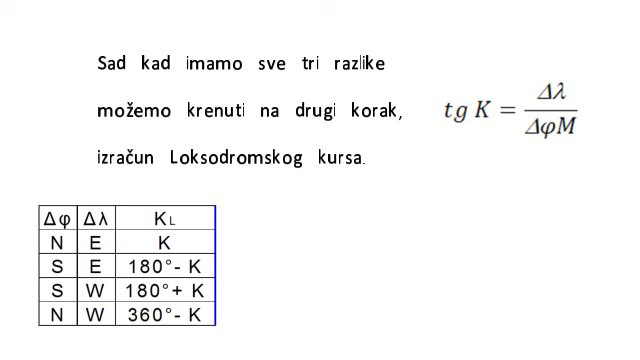 Sad kad imamo sve tri razlike
možemo krenuti na drugi korak,
izračun Loksodromskog kursa.
tg K = Δλ / ΔφM
Δφ Δλ KL
N E K
S E 180°- K
S W 180°+ K
N W 360°- K